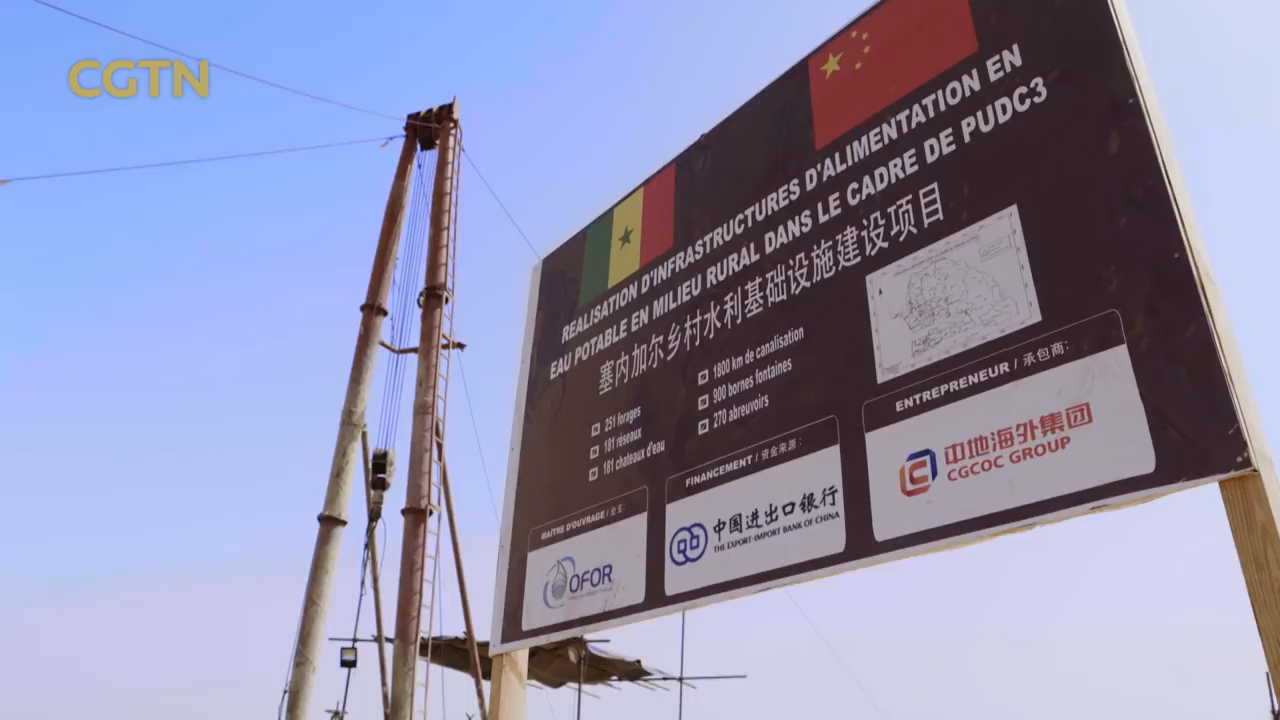 CGTN
REALISATION D'INFRASTRUCTURES D'ALIMENTATION EN
EAU POTABLE EN MILIEU RURAL DANS LE CADRE DE PUDC3
塞内加尔乡村水利基础设施建设项目
251 forages
181 réseaux
181 chateaux d'eau
1800 km de canalisation
900 bornes fontaines
270 abreuvoirs
MAÎTRE D'OUVRAGE / 业主:
OFOR
FINANCEMENT / 资金来源:
中国进出口银行
THE EXPORT-IMPORT BANK OF CHINA
ENTREPRENEUR / 承包商:
中地海外集团
CGCOC GROUP